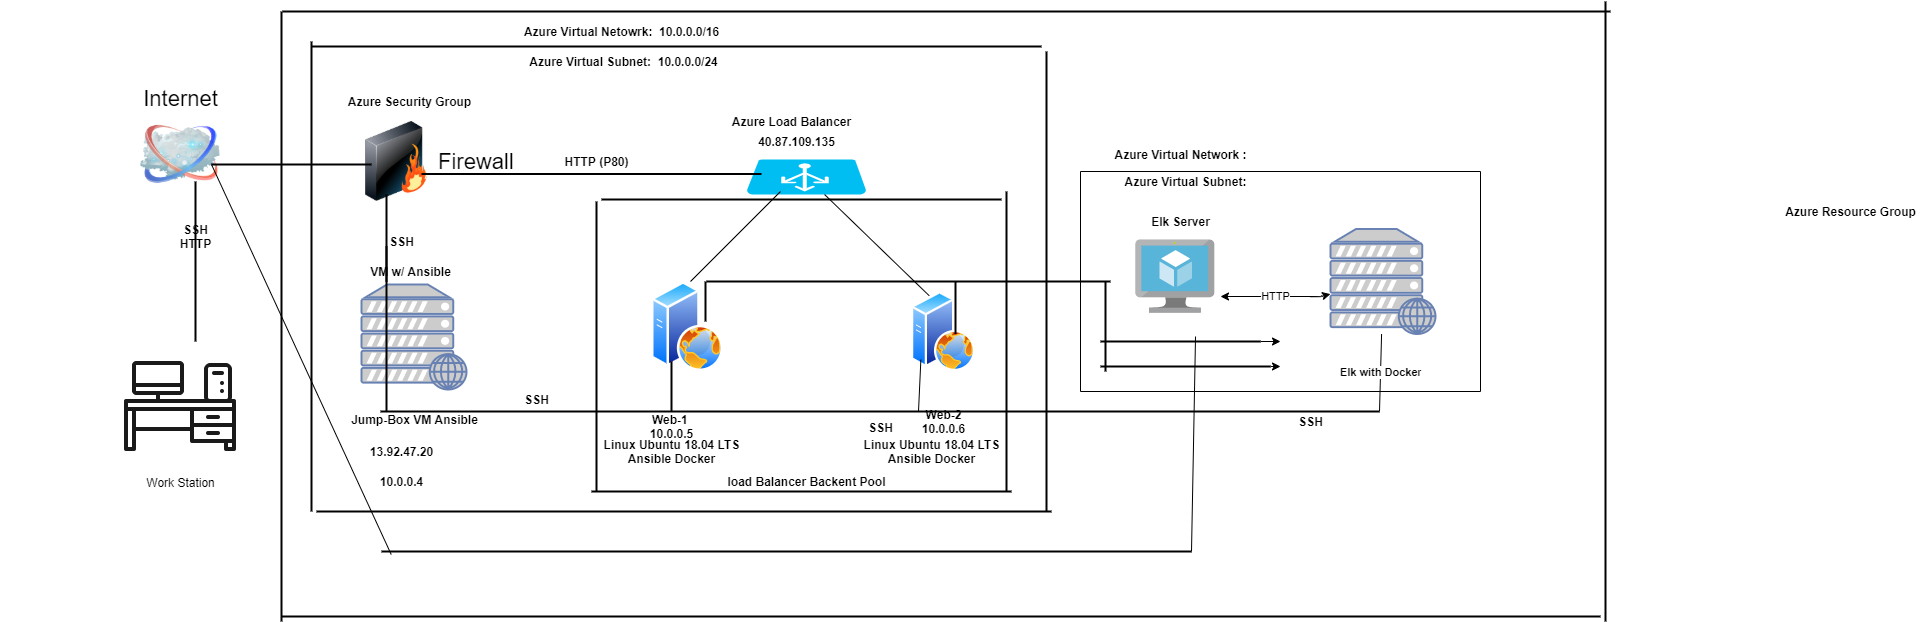 Azure Virtual Netowrk:  10.0.0.0/16
Azure Virtual Subnet:  10.0.0.0/24
Internet
Azure Security Group
Firewall
HTTP (P80)
Azure Load Balancer
40.87.109.135
Azure Virtual Network :
Azure Virtual Subnet:
Elk Server
HTTP
Elk with Docker
Azure Resource Group
SSH
HTTP
SSH
VM w/ Ansible
Jump-Box VM Ansible
13.92.47.20
10.0.0.4
SSH
Web-1
10.0.0.5
Linux Ubuntu 18.04 LTS
Ansible Docker
SSH
Web-2
10.0.0.6
Linux Ubuntu 18.04 LTS
Ansible Docker
SSH
load Balancer Backent Pool
Work Station